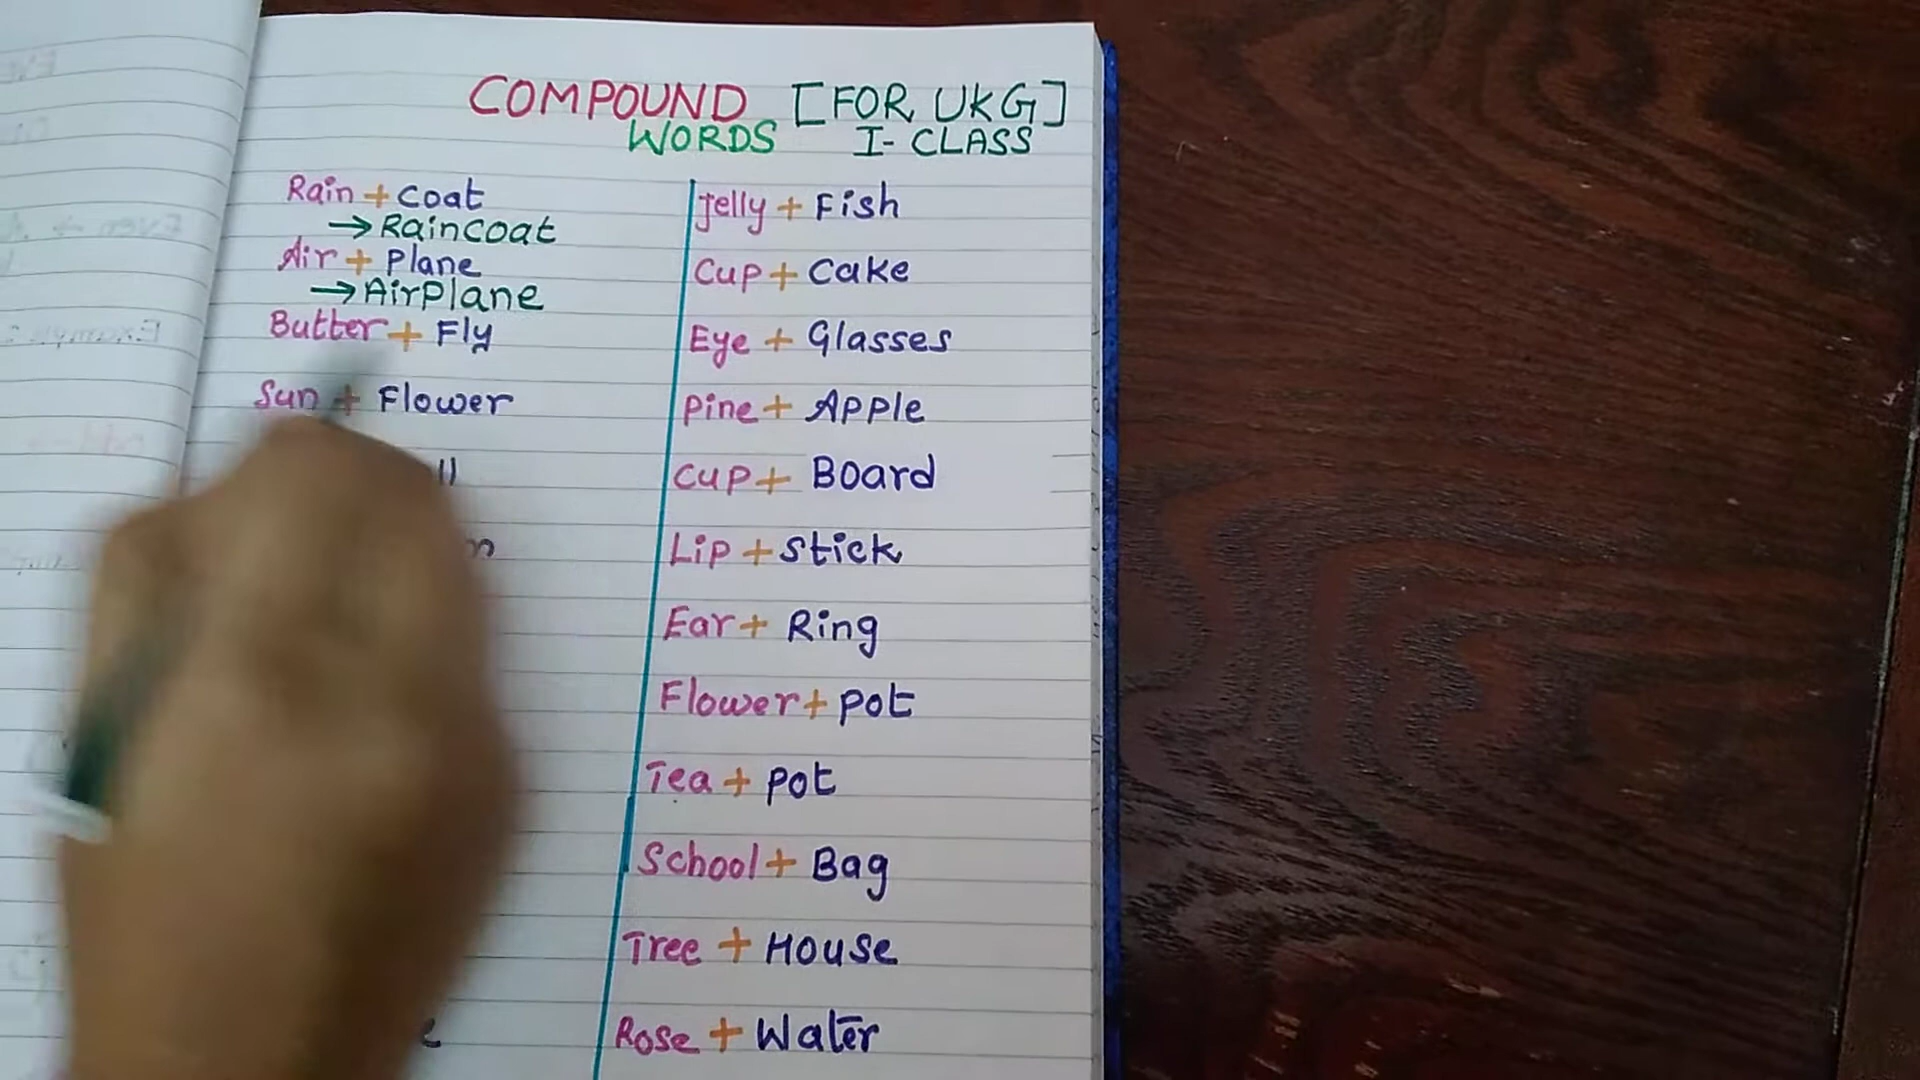 COMPOUND [FOR UKG]
WORDS I- CLASS
Rain + Coat
→ Raincoat
Air + Plane
→ AirPlane
Butter + Fly
Sun + Flower
Jelly + Fish
Cup + Cake
Eye + Glasses
Pine + Apple
Cup + Board
Lip + Stick
Ear + Ring
Flower + Pot
Tea + Pot
School + Bag
Tree + House
Rose + Water